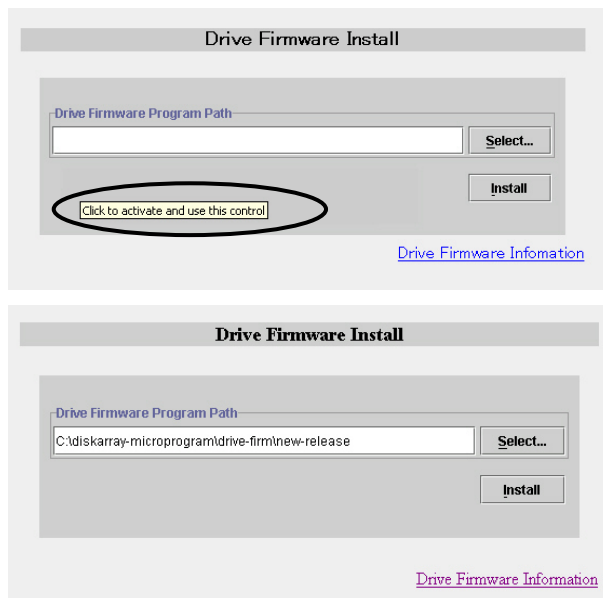 Drive Firmware Install
Drive Firmware Program Path
Select...
Install
Click to activate and use this control
Drive Firmware Infomation
Drive Firmware Install
Drive Firmware Program Path
C:\diskarray-microprogram\drive-firm\new-release
Select...
Install
Drive Firmware Information